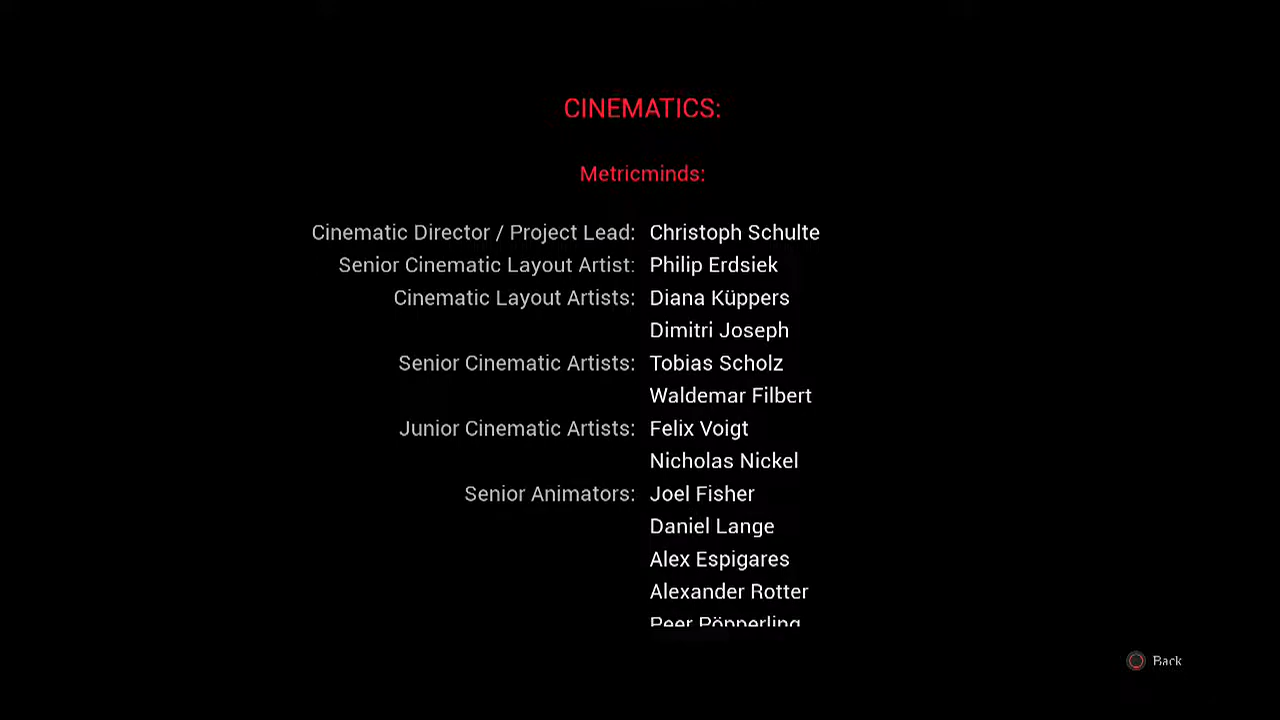 CINEMATICS:
Metricminds:
Cinematic Director / Project Lead: Christoph Schulte
Senior Cinematic Layout Artist: Philip Erdsiek
Cinematic Layout Artists: Diana Küppers
Dimitri Joseph
Senior Cinematic Artists: Tobias Scholz
Waldemar Filbert
Junior Cinematic Artists: Felix Voigt
Nicholas Nickel
Senior Animators: Joel Fisher
Daniel Lange
Alex Espigares
Alexander Rotter
Peer Pöpperling
Back